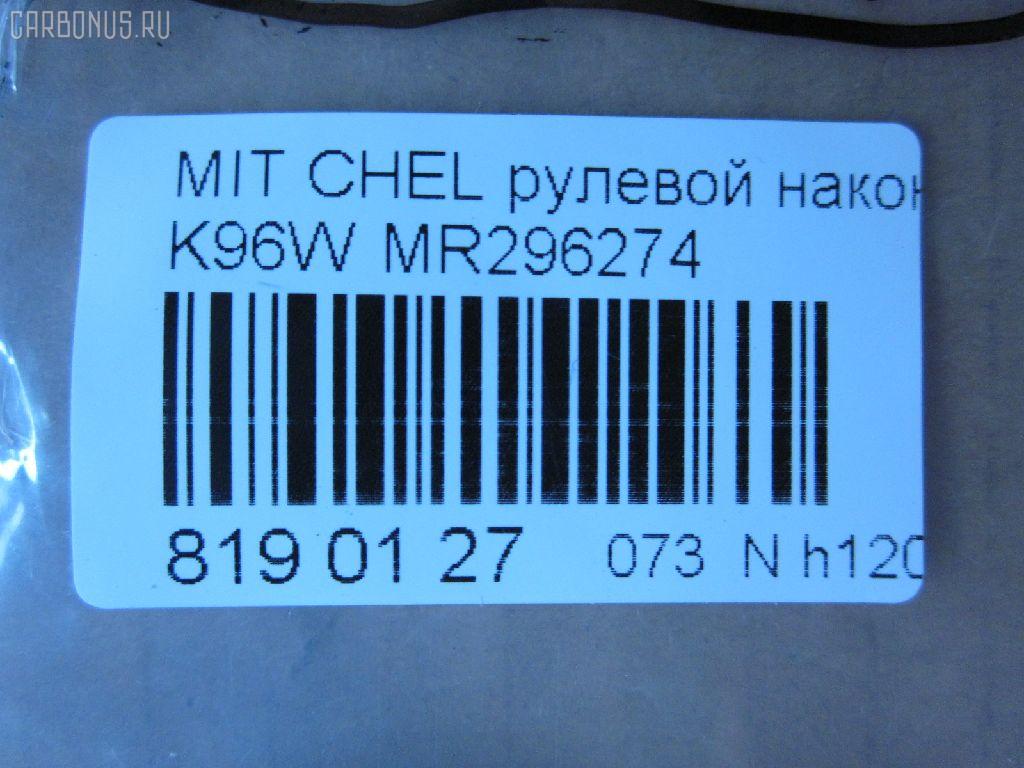 CARBONUS.RU
MIT CHEL рулевой након
K96W MR296274
819 01 27 073 N h120